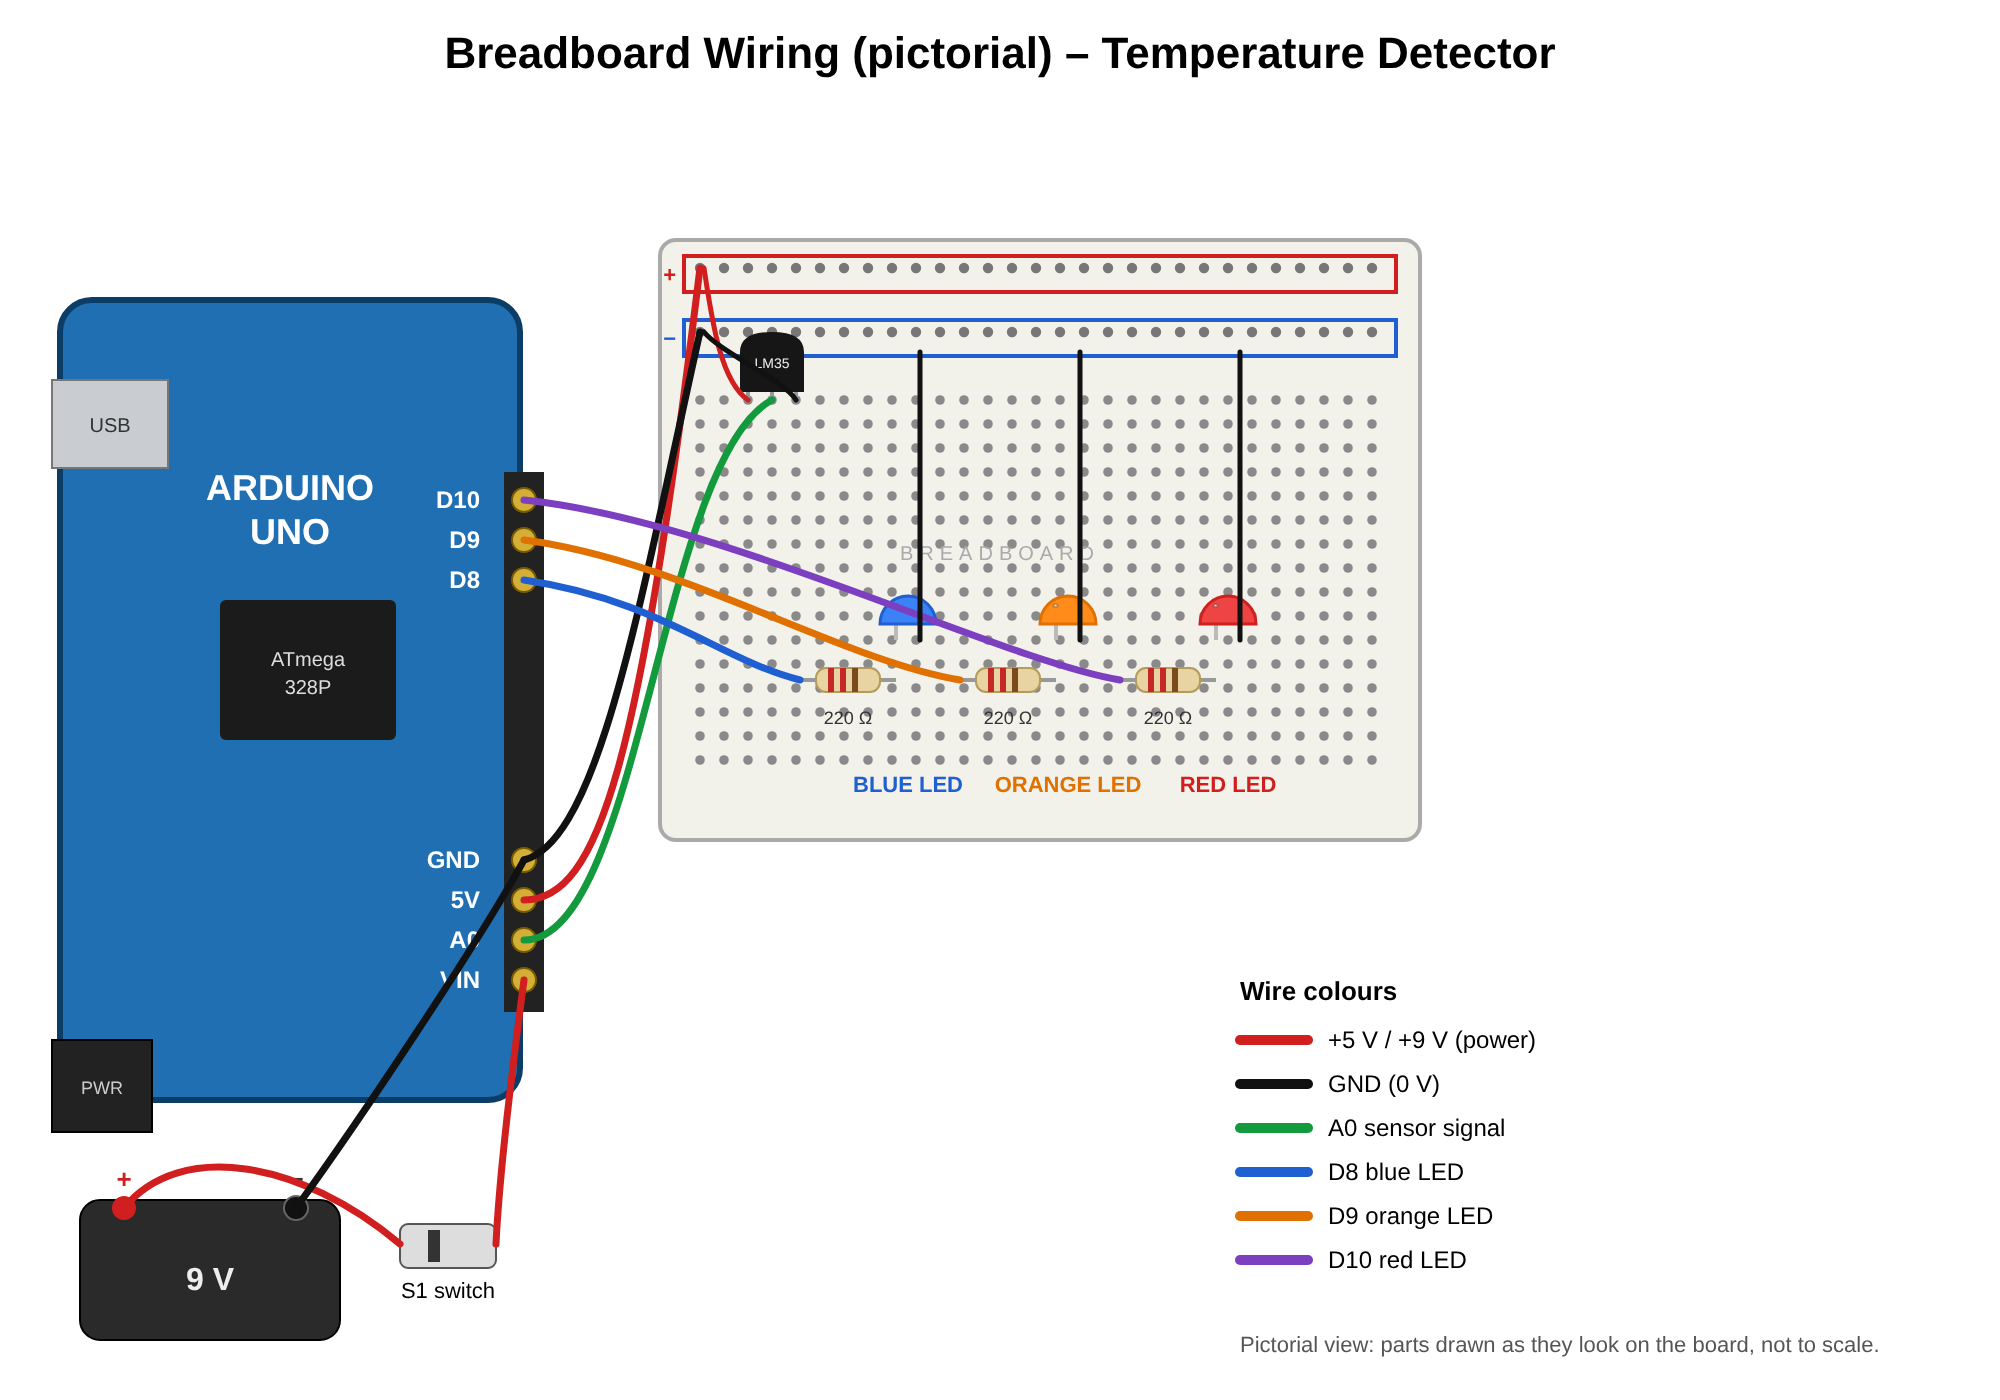 Breadboard Wiring (pictorial) – Temperature Detector
+
−
LM35
USB
ARDUINO
UNO
D10
D9
D8
BREADBOARD
ATmega
328P
220 Ω
220 Ω
220 Ω
BLUE LED
ORANGE LED
RED LED
GND
5V
A0
VIN
PWR
+
−
9 V
S1 switch
Wire colours
+5 V / +9 V (power)
GND (0 V)
A0 sensor signal
D8 blue LED
D9 orange LED
D10 red LED
Pictorial view: parts drawn as they look on the board, not to scale.